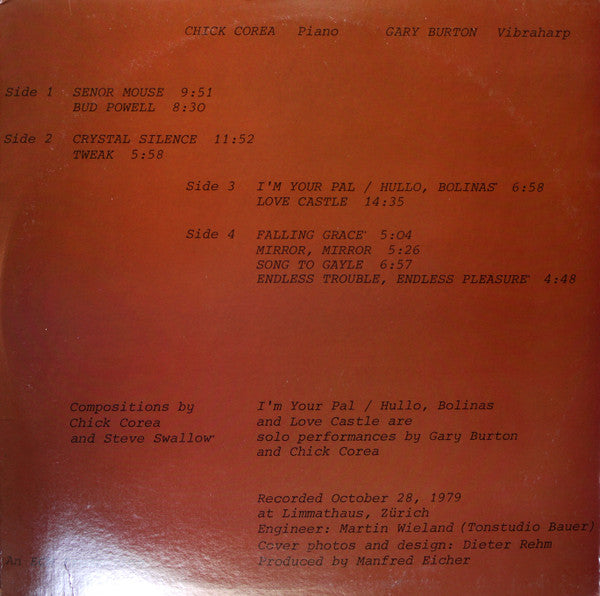 CHICK COREA Piano GARY BURTON Vibraharp
Side 1 SENOR MOUSE 9:51
BUD POWELL 8:30
Side 2 CRYSTAL SILENCE 11:52
TWEAK 5:58
Side 3 I'M YOUR PAL / HULLO, BOLINAS* 6:58
LOVE CASTLE 14:35
Side 4 FALLING GRACE* 5:04
MIRROR, MIRROR 5:26
SONG TO GAYLE 6:57
ENDLESS TROUBLE, ENDLESS PLEASURE* 4:48
Compositions by
Chick Corea
and Steve Swallow*
I'm Your Pal / Hullo, Bolinas
and Love Castle are
solo performances by Gary Burton
and Chick Corea
Recorded October 28, 1979
at Limmathaus, Zürich
Engineer: Martin Wieland (Tonstudio Bauer)
Cover photos and design: Dieter Rehm
An
Produced by Manfred Eicher